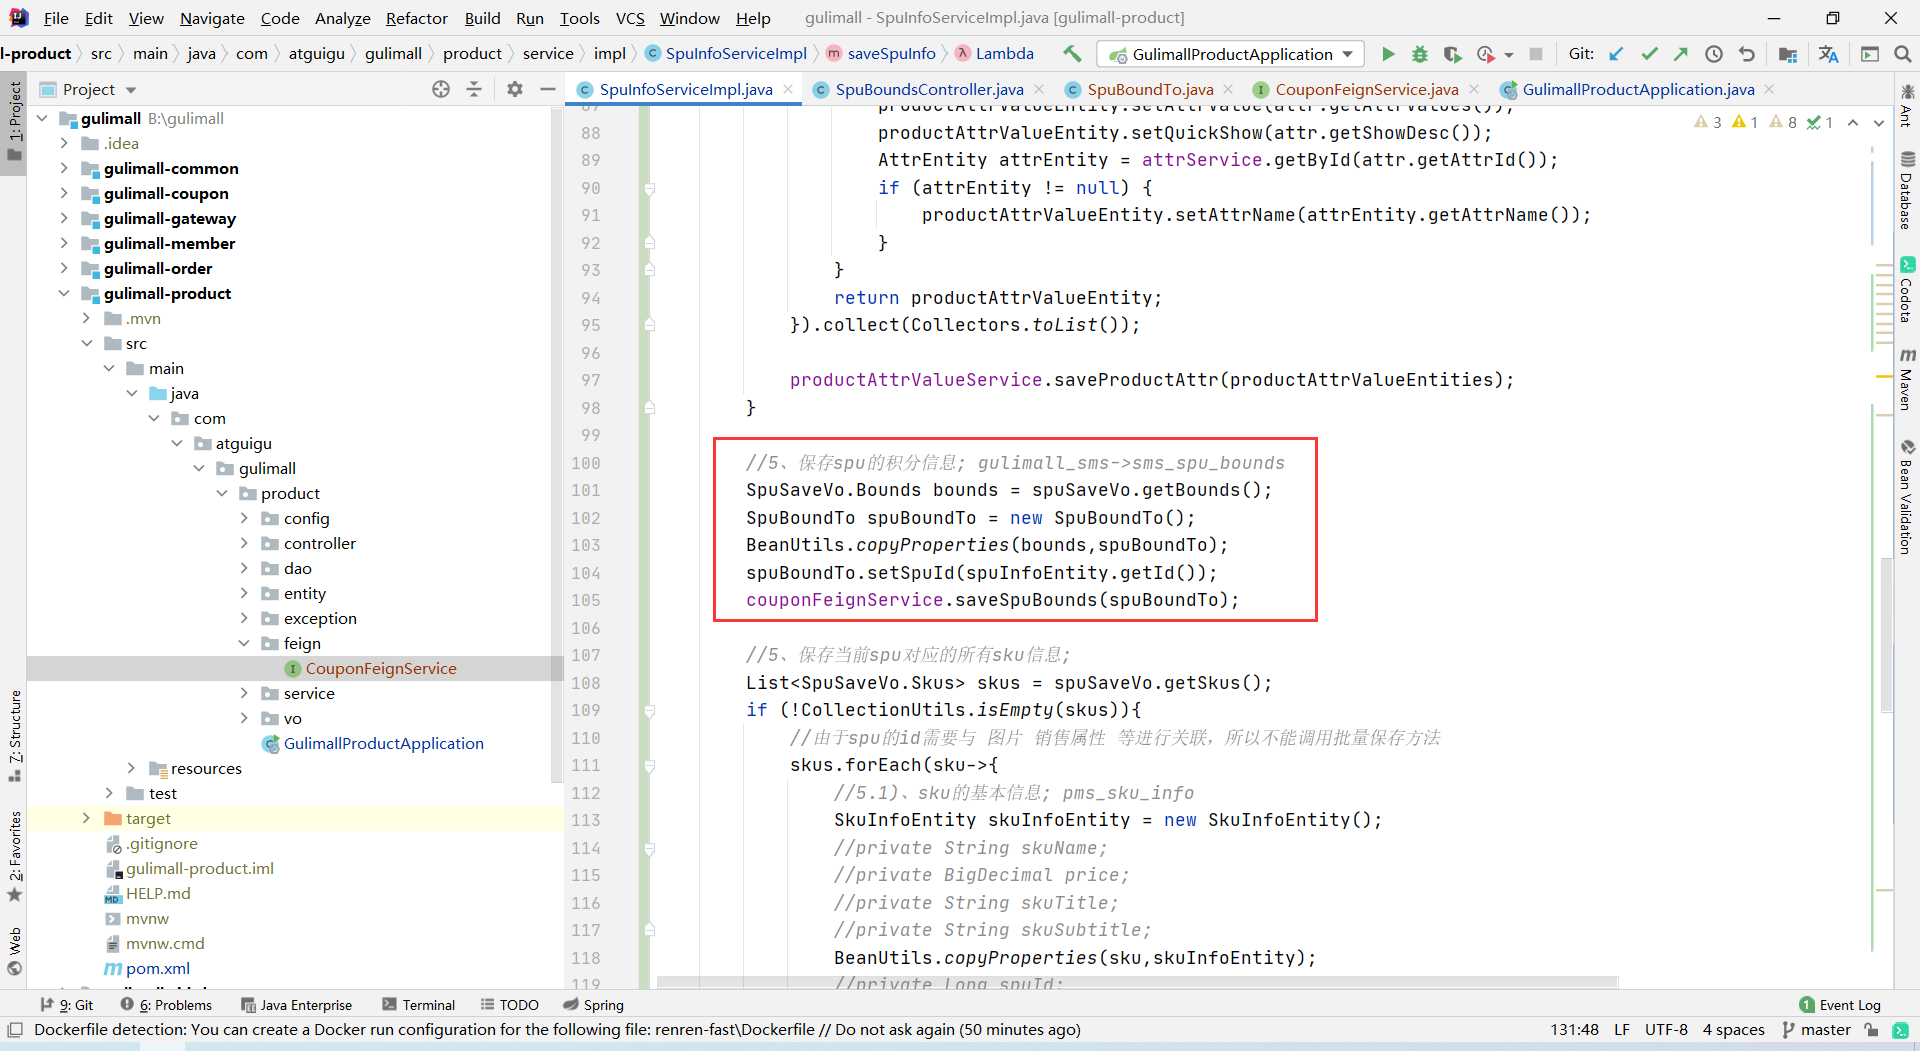 File Edit View Navigate Code Analyze Refactor Build Run Tools VCS Window Help gulimall - SpuInfoServiceImpl.java [gulimall-product]
l-product src main java com atguigu gulimall product service impl SpuInfoServiceImpl saveSpuInfo Lambda GulimallProductApplication Git:
Project
SpuInfoServiceImpl.java SpuBoundsController.java SpuBoundTo.java CouponFeignService.java GulimallProductApplication.java
1: Project
7: Structure
2: Favorites
Web
gulimall B:\gulimall
.idea
gulimall-common
gulimall-coupon
gulimall-gateway
gulimall-member
gulimall-order
gulimall-product
.mvn
src
main
java
com
atguigu
gulimall
product
config
controller
dao
entity
exception
feign
CouponFeignService
service
vo
GulimallProductApplication
resources
test
target
.gitignore
gulimall-product.iml
HELP.md
mvnw
mvnw.cmd
pom.xml
3 1 8 1
87 productAttrValueEntity.setAttrValue(attr.getAttrValues());
88 productAttrValueEntity.setQuickShow(attr.getShowDesc());
89 AttrEntity attrEntity = attrService.getById(attr.getAttrId());
90 if (attrEntity != null) {
91 productAttrValueEntity.setAttrName(attrEntity.getAttrName());
92 }
93 }
94 return productAttrValueEntity;
95 }).collect(Collectors.toList());
96
97 productAttrValueService.saveProductAttr(productAttrValueEntities);
98 }
99
100 //5、保存spu的积分信息; gulimall_sms->sms_spu_bounds
101 SpuSaveVo.Bounds bounds = spuSaveVo.getBounds();
102 SpuBoundTo spuBoundTo = new SpuBoundTo();
103 BeanUtils.copyProperties(bounds,spuBoundTo);
104 spuBoundTo.setSpuId(spuInfoEntity.getId());
105 couponFeignService.saveSpuBounds(spuBoundTo);
106
107 //5、保存当前spu对应的所有sku信息;
108 List<SpuSaveVo.Skus> skus = spuSaveVo.getSkus();
109 if (!CollectionUtils.isEmpty(skus)){
110 //由于spu的id需要与 图片 销售属性 等进行关联，所以不能调用批量保存方法
111 skus.forEach(sku->{
112 //5.1)、sku的基本信息; pms_sku_info
113 SkuInfoEntity skuInfoEntity = new SkuInfoEntity();
114 //private String skuName;
115 //private BigDecimal price;
116 //private String skuTitle;
117 //private String skuSubtitle;
118 BeanUtils.copyProperties(sku,skuInfoEntity);
119 //private Long spuId;
Ant
Database
Codota
Maven
Bean Validation
9: Git 6: Problems Java Enterprise Terminal TODO Spring 1 Event Log
Dockerfile detection: You can create a Docker run configuration for the following file: renren-fast\Dockerfile // Do not ask again (50 minutes ago) 131:48 LF UTF-8 4 spaces master